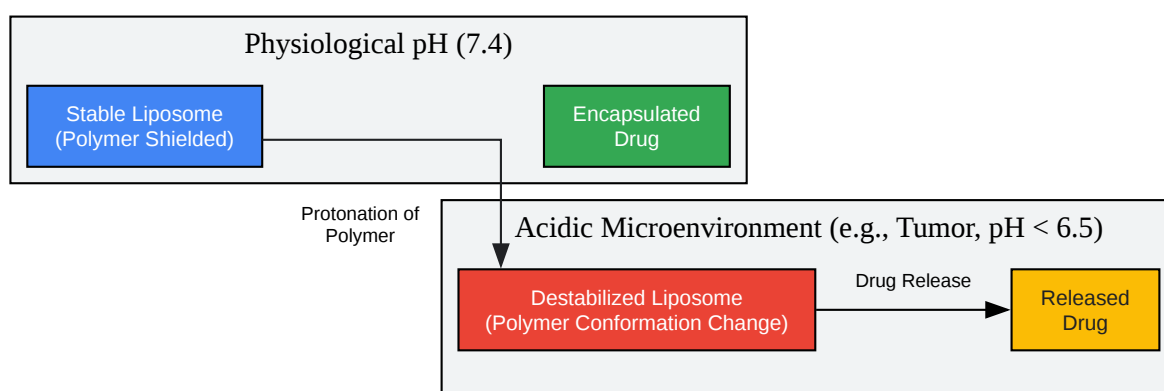 Physiological pH (7.4)
Stable Liposome
(Polymer Shielded)
Encapsulated
Drug
Protonation of
Polymer
Acidic Microenvironment (e.g., Tumor, pH < 6.5)
Destabilized Liposome
(Polymer Conformation Change)
Drug Release
Released
Drug